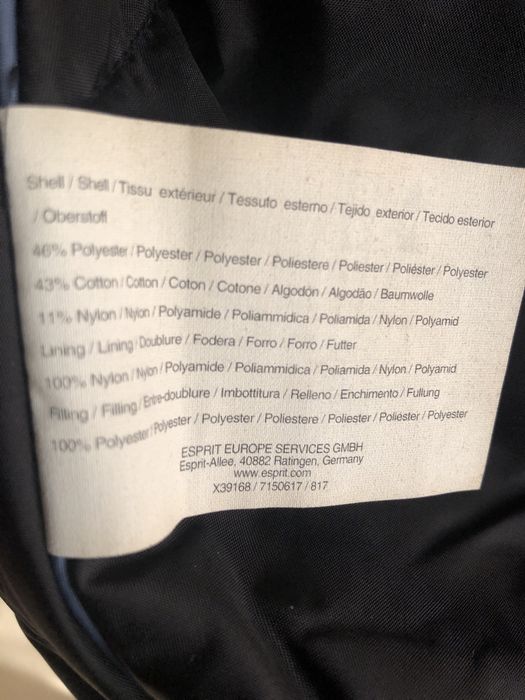 Shell / Shell / Tissu extérieur / Tessuto esterno / Tejido exterior / Tecido esterior
/ Oberstoff
46% Polyester / Polyester / Polyester / Poliestere / Poliester / Poliéster / Polyester
43% Cotton / Cotton / Coton / Cotone / Algodón / Algodão / Baumwolle
11% Nylon / Nylon / Polyamide / Poliammidica / Poliamida / Nylon / Polyamid
Lining / Lining / Doublure / Fodera / Forro / Forro / Futter
100% Nylon / Nylon / Polyamide / Poliammidica / Poliamida / Nylon / Polyamid
Filling / Filling / Entre-doublure / Imbottitura / Relleno / Enchimento / Fullung
100% Polyester / Polyester / Polyester / Poliestere / Poliester / Poliéster / Polyester
ESPRIT EUROPE SERVICES GMBH
Esprit-Allee, 40882 Ratingen, Germany
www.esprit.com
X39168 / 7150617 / 817